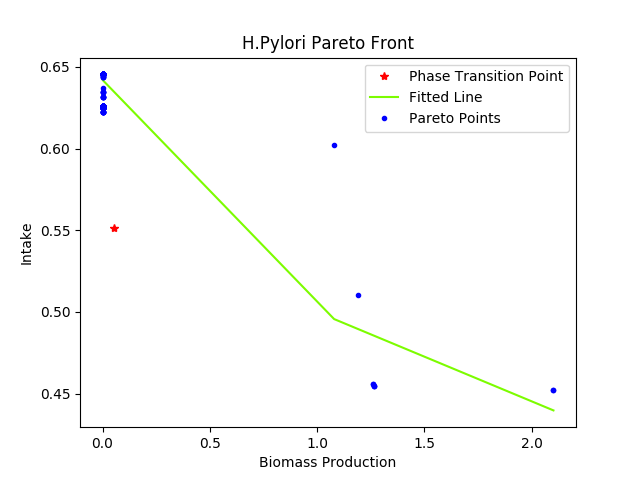 H.Pylori Pareto Front
Phase Transition Point
Fitted Line
Pareto Points
0.65
0.60
0.55
0.50
0.45
Intake
0.0
0.5
1.0
1.5
2.0
Biomass Production